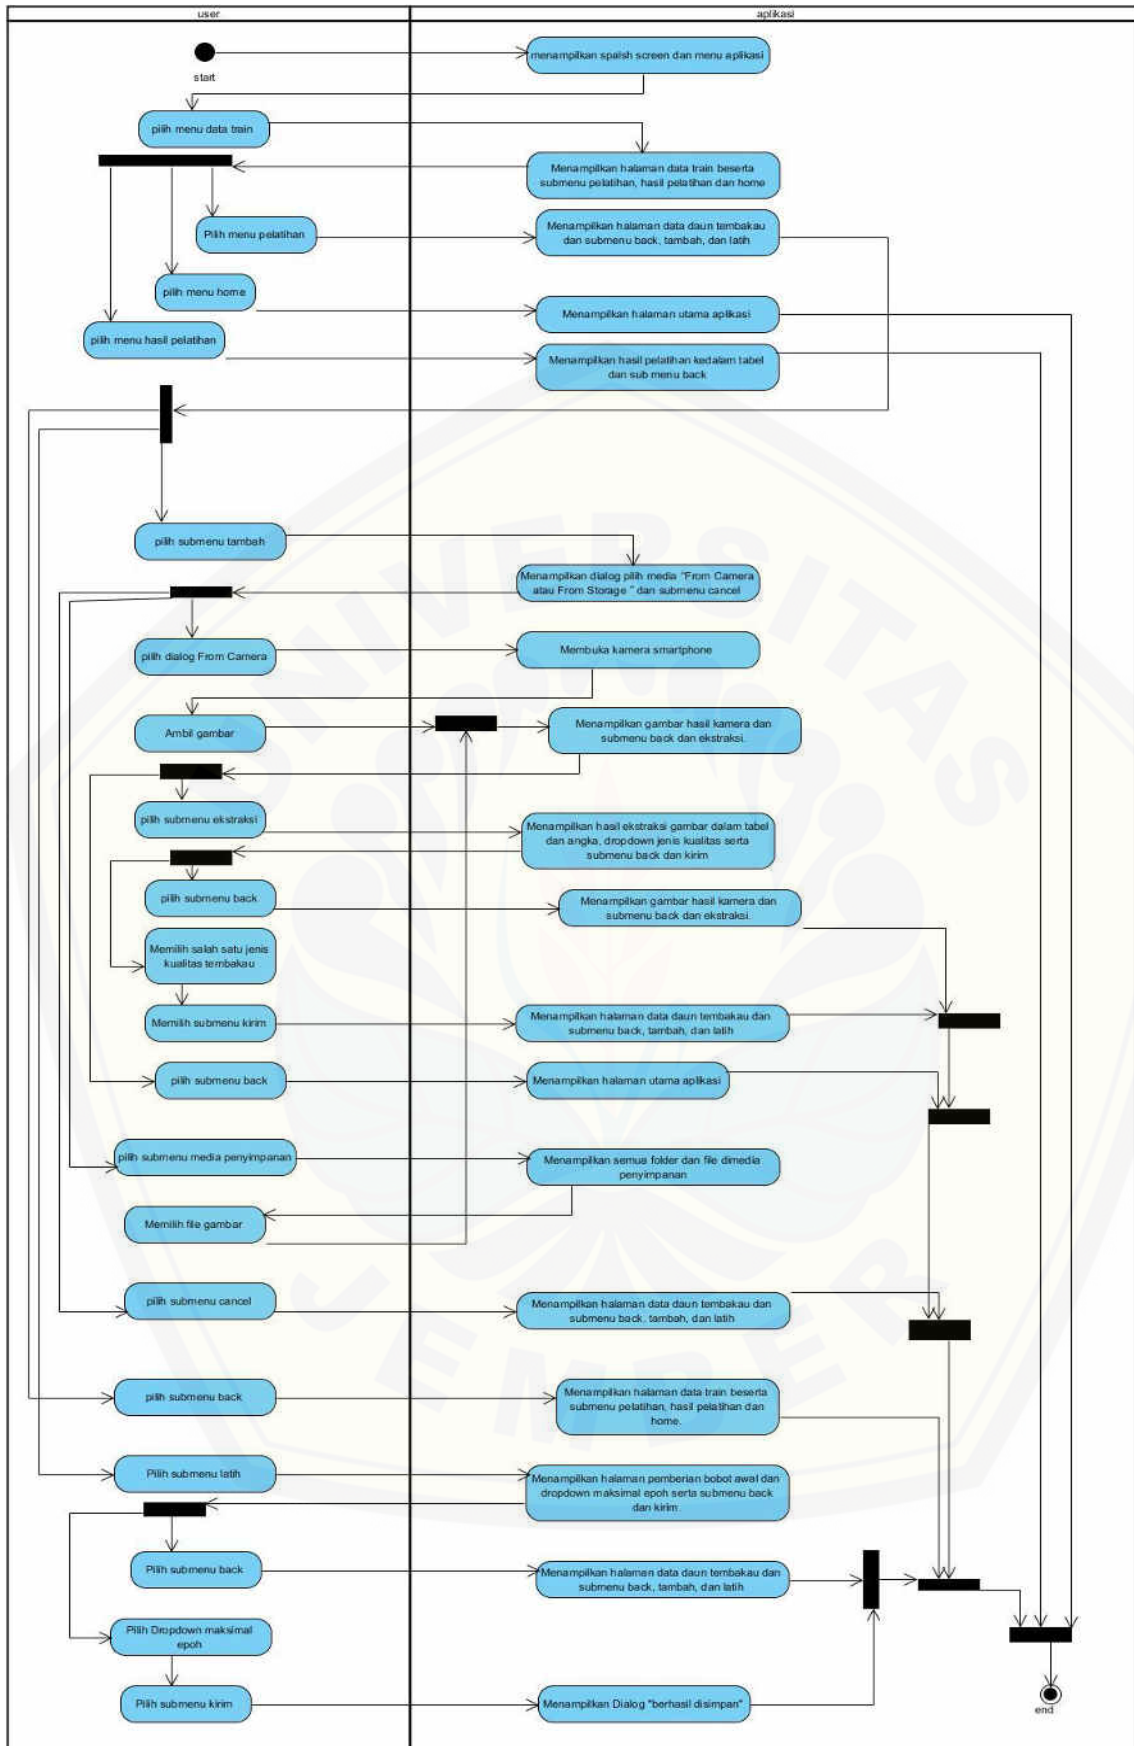 user
aplikasi
start
menampilkan spalsh screen dan menu aplikasi
pilih menu data train
Menampilkan halaman data train beserta
submenu pelatihan, hasil pelatihan dan home
Pilih menu pelatihan
Menampilkan halaman data daun tembakau
dan submenu back, tambah, dan latih
pilih menu home
Menampilkan halaman utama aplikasi
pilih menu hasil pelatihan
Menampilkan hasil pelatihan kedalam tabel
dan sub menu back
pilih submenu tambah
Menampilkan dialog pilih media "From Camera
atau From Storage " dan submenu cancel
pilih dialog From Camera
Membuka kamera smartphone
Ambil gambar
Menampilkan gambar hasil kamera dan
submenu back dan ekstraksi.
pilih submenu ekstraksi
Menampilkan hasil ekstraksi gambar dalam tabel
dan angka, dropdown jenis kualitas serta
submenu back dan kirim
pilih submenu back
Menampilkan gambar hasil kamera dan
submenu back dan ekstraksi.
Memilih salah satu jenis
kualitas tembakau
Memilih submenu kirim
Menampilkan halaman data daun tembakau dan
submenu back, tambah, dan latih
pilih submenu back
Menampilkan halaman utama aplikasi
pilih submenu media penyimpanan
Menampilkan semua folder dan file dimedia
penyimpanan
Memilih file gambar
pilih submenu cancel
Menampilkan halaman data daun tembakau dan
submenu back, tambah, dan latih
pilih submenu back
Menampilkan halaman data train beserta
submenu pelatihan, hasil pelatihan dan
home.
Pilih submenu latih
Menampilkan halaman pemberian bobot awal dan
dropdown maksimal epoh serta submenu back
dan kirim.
Pilih submenu back
Menampilkan halaman data daun tembakau dan
submenu back, tambah, dan latih
Pilih Dropdown maksimal
epoh
Pilih submenu kirim
Menampilkan Dialog "berhasil disimpan"
end
UNIVERSITAS
JEMBER